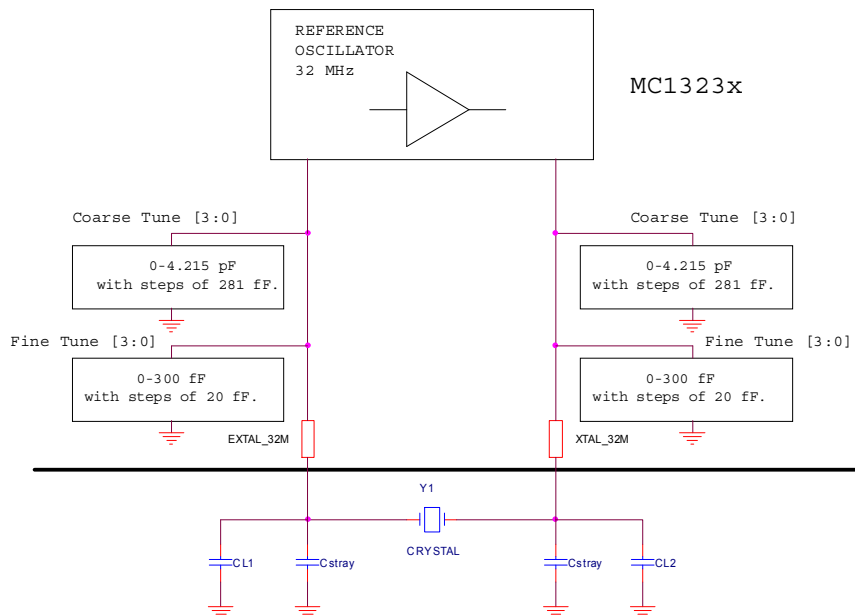 REFERENCE
OSCILLATOR
32 MHz
MC1323x
Coarse Tune [3:0]
Coarse Tune [3:0]
0-4.215 pF
with steps of 281 fF.
0-4.215 pF
with steps of 281 fF.
Fine Tune [3:0]
Fine Tune [3:0]
0-300 fF
with steps of 20 fF.
0-300 fF
with steps of 20 fF.
EXTAL_32M
XTAL_32M
Y1
CRYSTAL
CL1
Cstray
Cstray
CL2